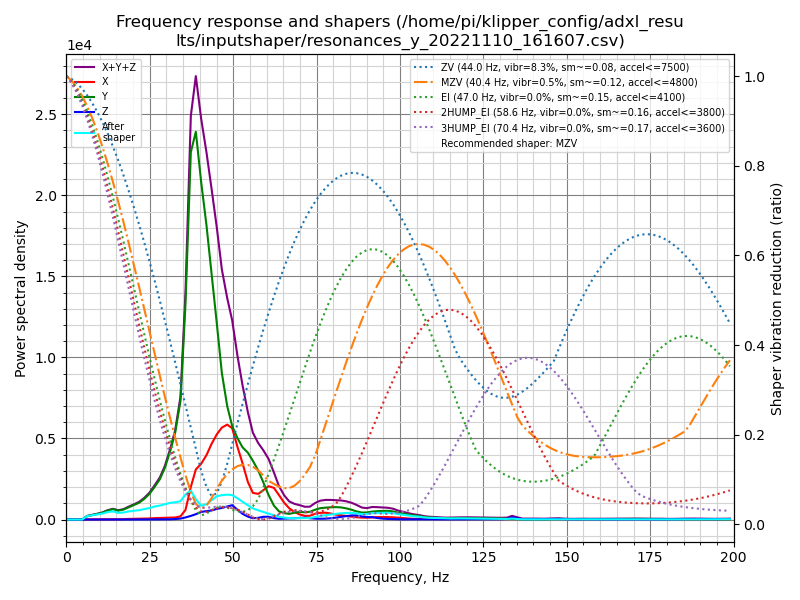 Frequency response and shapers (/home/pi/klipper_config/adxl_resu
lts/inputshaper/resonances_y_20221110_161607.csv)
1e4
X+Y+Z
X
Y
Z
After
shaper
ZV (44.0 Hz, vibr=8.3%, sm~=0.08, accel<=7500)
MZV (40.4 Hz, vibr=0.5%, sm~=0.12, accel<=4800)
EI (47.0 Hz, vibr=0.0%, sm~=0.15, accel<=4100)
2HUMP_EI (58.6 Hz, vibr=0.0%, sm~=0.16, accel<=3800)
3HUMP_EI (70.4 Hz, vibr=0.0%, sm~=0.17, accel<=3600)
Recommended shaper: MZV
Power spectral density
2.5
2.0
1.5
1.0
0.5
0.0
1.0
0.8
0.6
0.4
0.2
0.0
Shaper vibration reduction (ratio)
0 25 50 75 100 125 150 175 200
Frequency, Hz